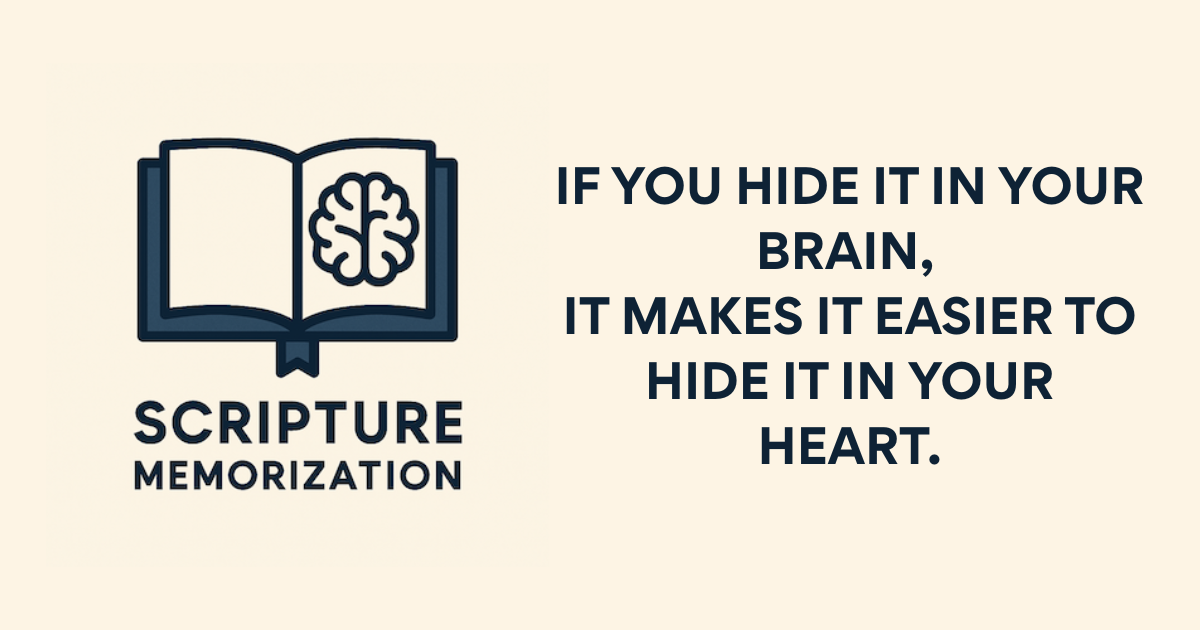 SCRIPTURE
MEMORIZATION
IF YOU HIDE IT IN YOUR
BRAIN,
IT MAKES IT EASIER TO
HIDE IT IN YOUR
HEART.